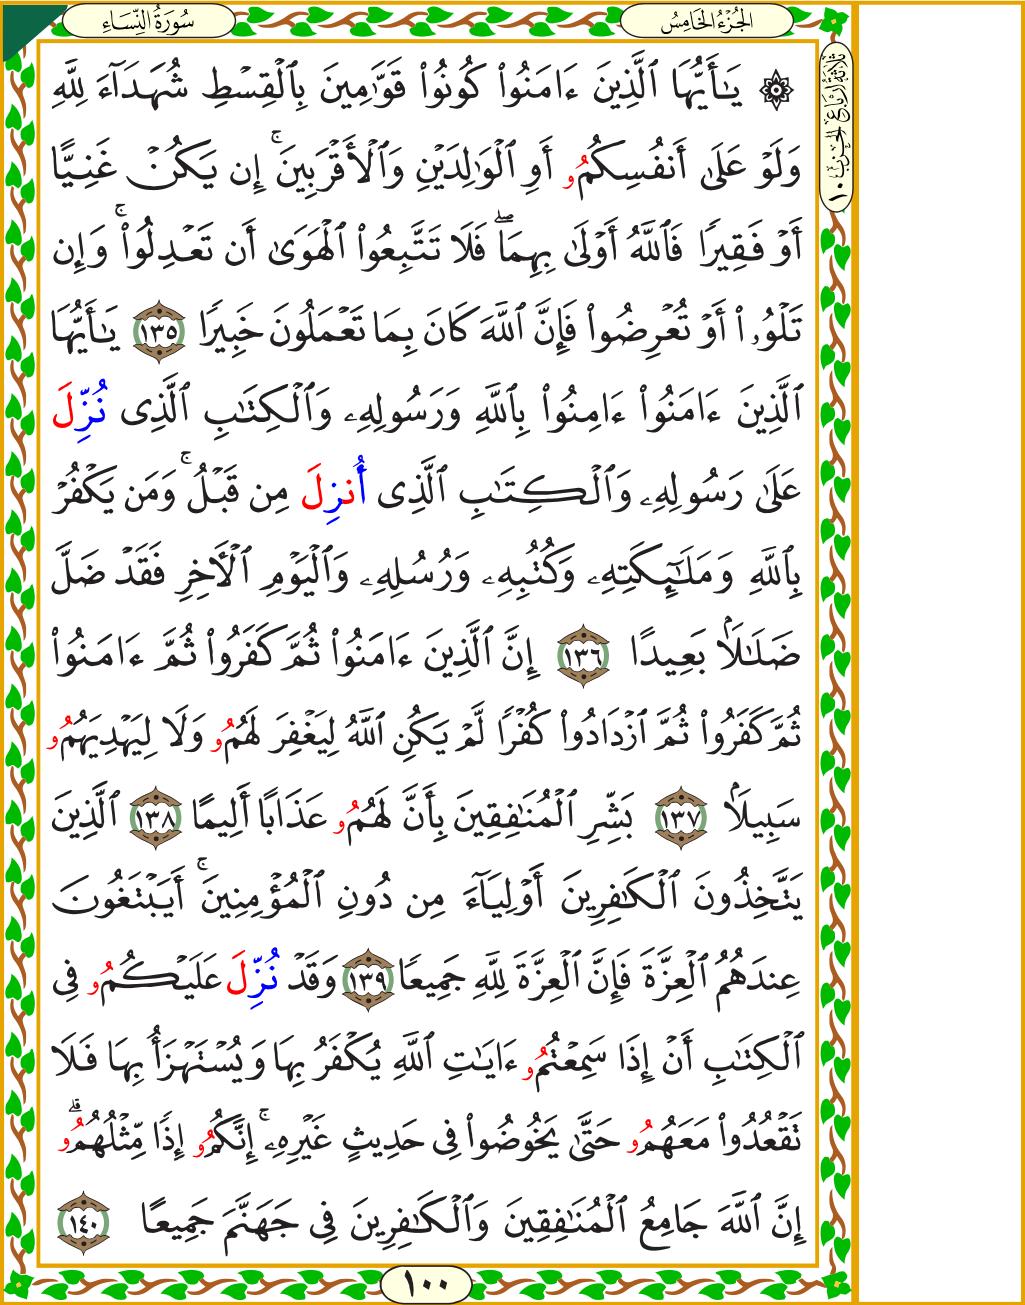 سُورَةُ النِّسَاءِ
الجُزْءُ الخَامِسُ
ثلاثة أرباع الحزب ١٠
۞ يَـٰٓأَيُّهَا ٱلَّذِينَ ءَامَنُوا۟ كُونُوا۟ قَوَّٰمِينَ بِٱلْقِسْطِ شُهَدَآءَ لِلَّهِ
وَلَوْ عَلَىٰٓ أَنفُسِكُمُۥ أَوِ ٱلْوَٰلِدَيْنِ وَٱلْأَقْرَبِينَ ۚ إِن يَكُنْ غَنِيًّا
أَوْ فَقِيرًا فَٱللَّهُ أَوْلَىٰ بِهِمَا ۖ فَلَا تَتَّبِعُوا۟ ٱلْهَوَىٰٓ أَن تَعْدِلُوا۟ ۚ وَإِن
تَلْوُۥٓا۟ أَوْ تُعْرِضُوا۟ فَإِنَّ ٱللَّهَ كَانَ بِمَا تَعْمَلُونَ خَبِيرًا ١٣٥ يَـٰٓأَيُّهَا
ٱلَّذِينَ ءَامَنُوٓا۟ ءَامِنُوا۟ بِٱللَّهِ وَرَسُولِهِۦ وَٱلْكِتَـٰبِ ٱلَّذِى نُزِّلَ
عَلَىٰ رَسُولِهِۦ وَٱلْكِتَـٰبِ ٱلَّذِىٓ أُنزِلَ مِن قَبْلُ ۚ وَمَن يَكْفُرْ
بِٱللَّهِ وَمَلَـٰٓئِكَتِهِۦ وَكُتُبِهِۦ وَرُسُلِهِۦ وَٱلْيَوْمِ ٱلْـَٔاخِرِ فَقَدْ ضَلَّ
ضَلَـٰلًۢا بَعِيدًا ١٣٦ إِنَّ ٱلَّذِينَ ءَامَنُوا۟ ثُمَّ كَفَرُوا۟ ثُمَّ ءَامَنُوا۟
ثُمَّ كَفَرُوا۟ ثُمَّ ٱزْدَادُوا۟ كُفْرًا لَّمْ يَكُنِ ٱللَّهُ لِيَغْفِرَ لَهُمُۥ وَلَا لِيَهْدِيَهُمُۥ
سَبِيلًۢا ١٣٧ بَشِّرِ ٱلْمُنَـٰفِقِينَ بِأَنَّ لَهُمُۥ عَذَابًا أَلِيمًا ١٣٨ ٱلَّذِينَ
يَتَّخِذُونَ ٱلْكَـٰفِرِينَ أَوْلِيَآءَ مِن دُونِ ٱلْمُؤْمِنِينَ ۚ أَيَبْتَغُونَ
عِندَهُمُ ٱلْعِزَّةَ فَإِنَّ ٱلْعِزَّةَ لِلَّهِ جَمِيعًا ١٣٩ وَقَدْ نُزِّلَ عَلَيْكُمُۥ فِى
ٱلْكِتَـٰبِ أَنْ إِذَا سَمِعْتُمُۥ ءَايَـٰتِ ٱللَّهِ يُكْفَرُ بِهَا وَيُسْتَهْزَأُ بِهَا فَلَا
تَقْعُدُوا۟ مَعَهُمُۥ حَتَّىٰ يَخُوضُوا۟ فِى حَدِيثٍ غَيْرِهِۦٓ ۚ إِنَّكُمُۥ إِذًا مِّثْلُهُمُۥ ۗ
إِنَّ ٱللَّهَ جَامِعُ ٱلْمُنَـٰفِقِينَ وَٱلْكَـٰفِرِينَ فِى جَهَنَّمَ جَمِيعًا ١٤٠
١٠٠